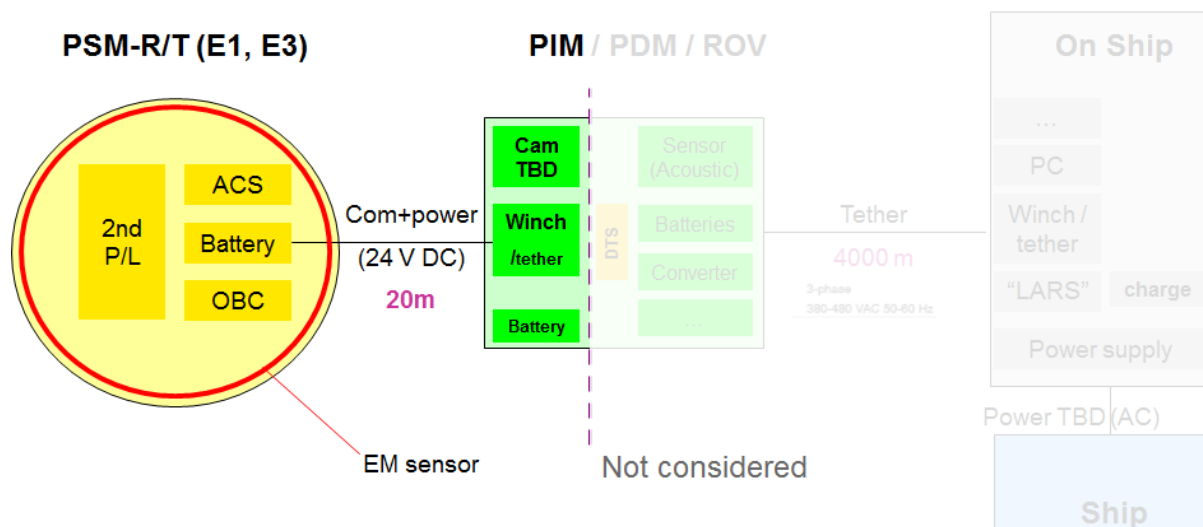 PSM-R/T (E1, E3)
PIM / PDM / ROV
On Ship
2nd
P/L
ACS
Battery
OBC
EM sensor
Com+power
(24 V DC)
20m
Cam
TBD
Winch
/tether
Battery
DTS
Sensor
(Acoustic)
Batteries
Converter
...
Not considered
Tether
4000 m
3-phase
380-480 VAC 50-60 Hz
...
PC
Winch /
tether
“LARS”
charge
Power supply
Power TBD (AC)
Ship